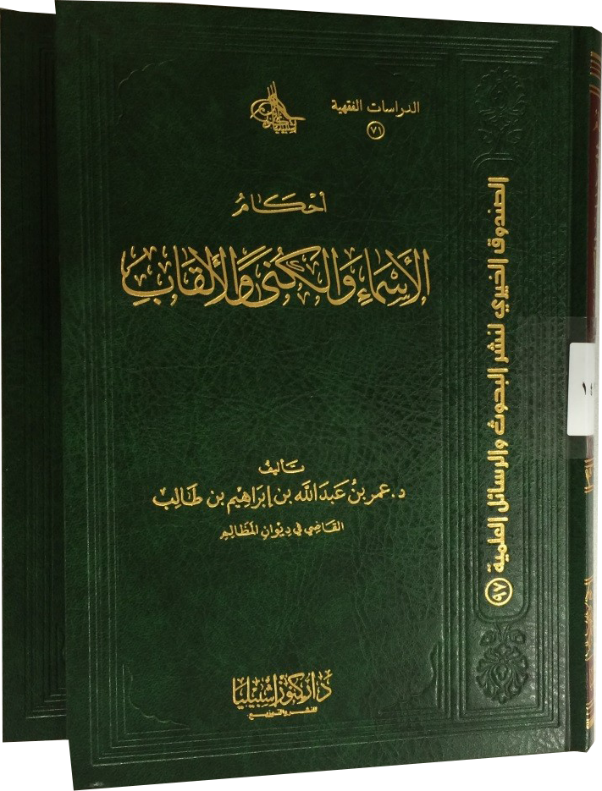 الدراسات الفقهية
٧١
أحكام
الأسماء والكنى والألقاب
تأليف
د. عمر بن عبد الله بن إبراهيم بن طالب
القاضي في ديوان المظالم
دار كنوز إشبيليا
للنشر والتوزيع
الصندوق الخيري لنشر البحوث والرسائل العلمية ٩٧